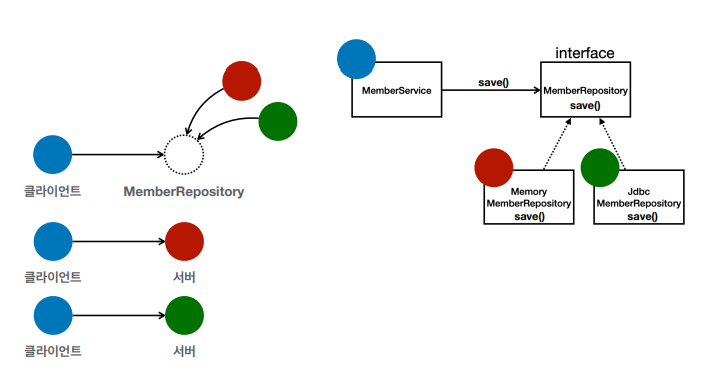 클라이언트
MemberRepository
클라이언트
서버
클라이언트
서버
interface
MemberService
save()
MemberRepository
save()
Memory
MemberRepository
save()
Jdbc
MemberRepository
save()